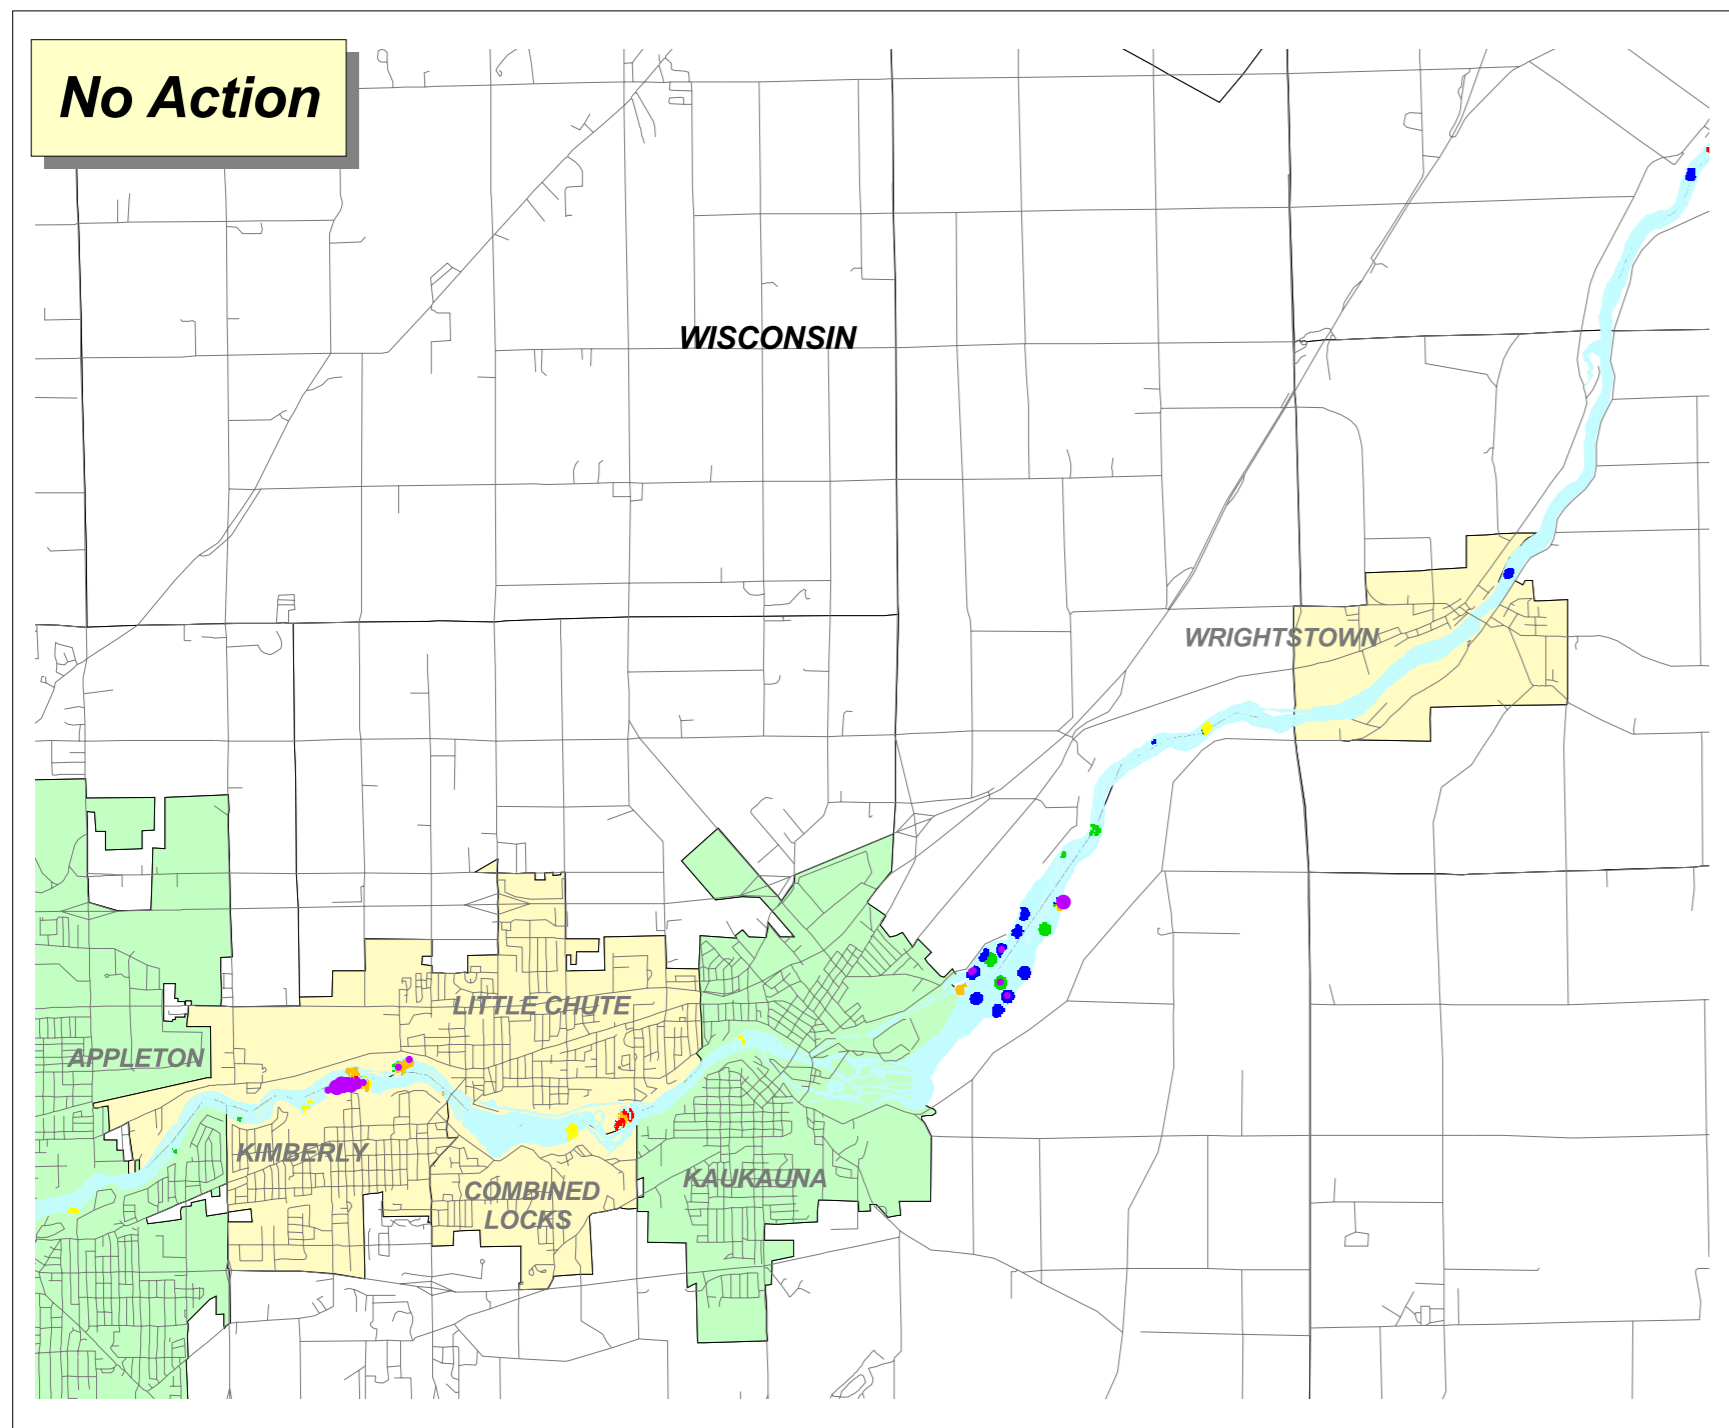 No Action
WISCONSIN
WRIGHTSTOWN
LITTLE CHUTE
APPLETON
KIMBERLY
COMBINED
LOCKS
KAUKAUNA